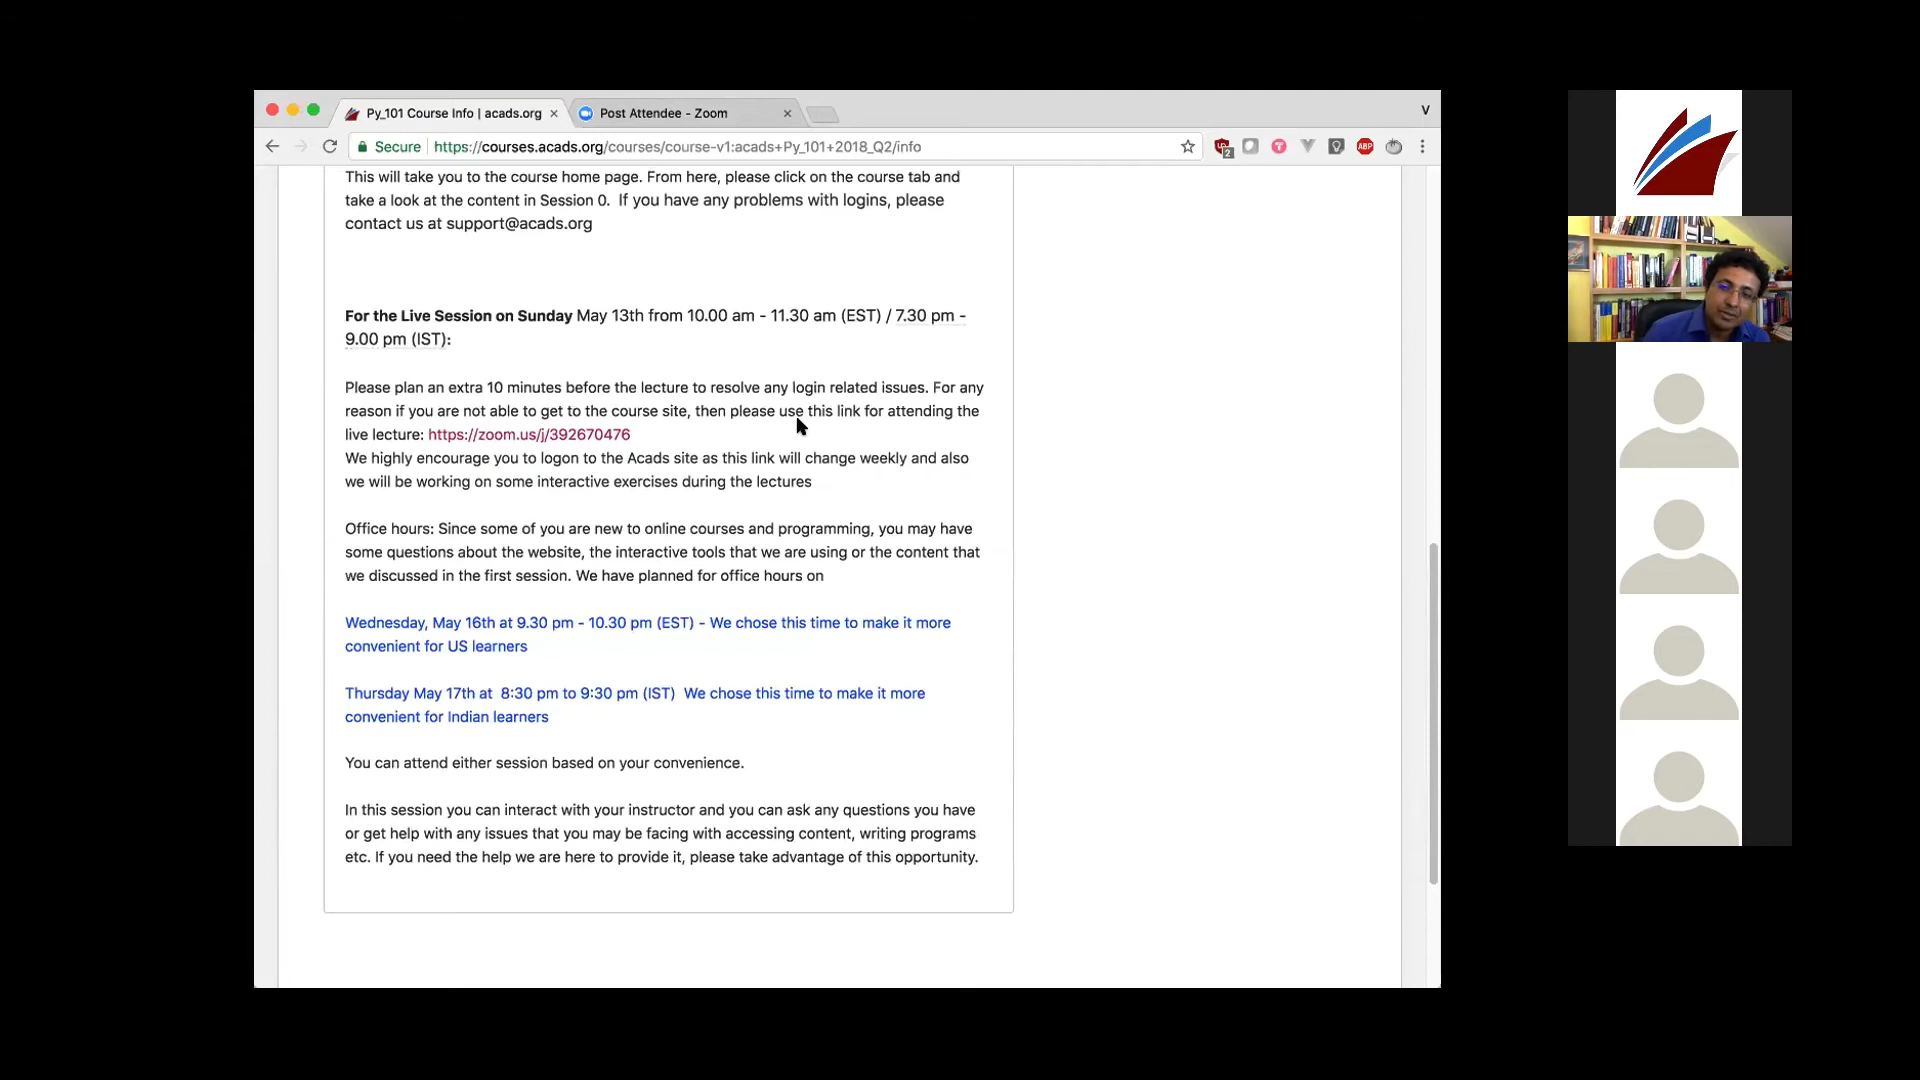 Py_101 Course Info | acads.org
Post Attendee - Zoom
Secure https://courses.acads.org/courses/course-v1:acads+Py_101+2018_Q2/info
2
T
ABP
This will take you to the course home page. From here, please click on the course tab and
take a look at the content in Session 0. If you have any problems with logins, please
contact us at support@acads.org
For the Live Session on Sunday May 13th from 10.00 am - 11.30 am (EST) / 7.30 pm -
9.00 pm (IST):
Please plan an extra 10 minutes before the lecture to resolve any login related issues. For any
reason if you are not able to get to the course site, then please use this link for attending the
live lecture: https://zoom.us/j/392670476
We highly encourage you to logon to the Acads site as this link will change weekly and also
we will be working on some interactive exercises during the lectures
Office hours: Since some of you are new to online courses and programming, you may have
some questions about the website, the interactive tools that we are using or the content that
we discussed in the first session. We have planned for office hours on
Wednesday, May 16th at 9.30 pm - 10.30 pm (EST) - We chose this time to make it more
convenient for US learners
Thursday May 17th at 8:30 pm to 9:30 pm (IST) We chose this time to make it more
convenient for Indian learners
You can attend either session based on your convenience.
In this session you can interact with your instructor and you can ask any questions you have
or get help with any issues that you may be facing with accessing content, writing programs
etc. If you need the help we are here to provide it, please take advantage of this opportunity.